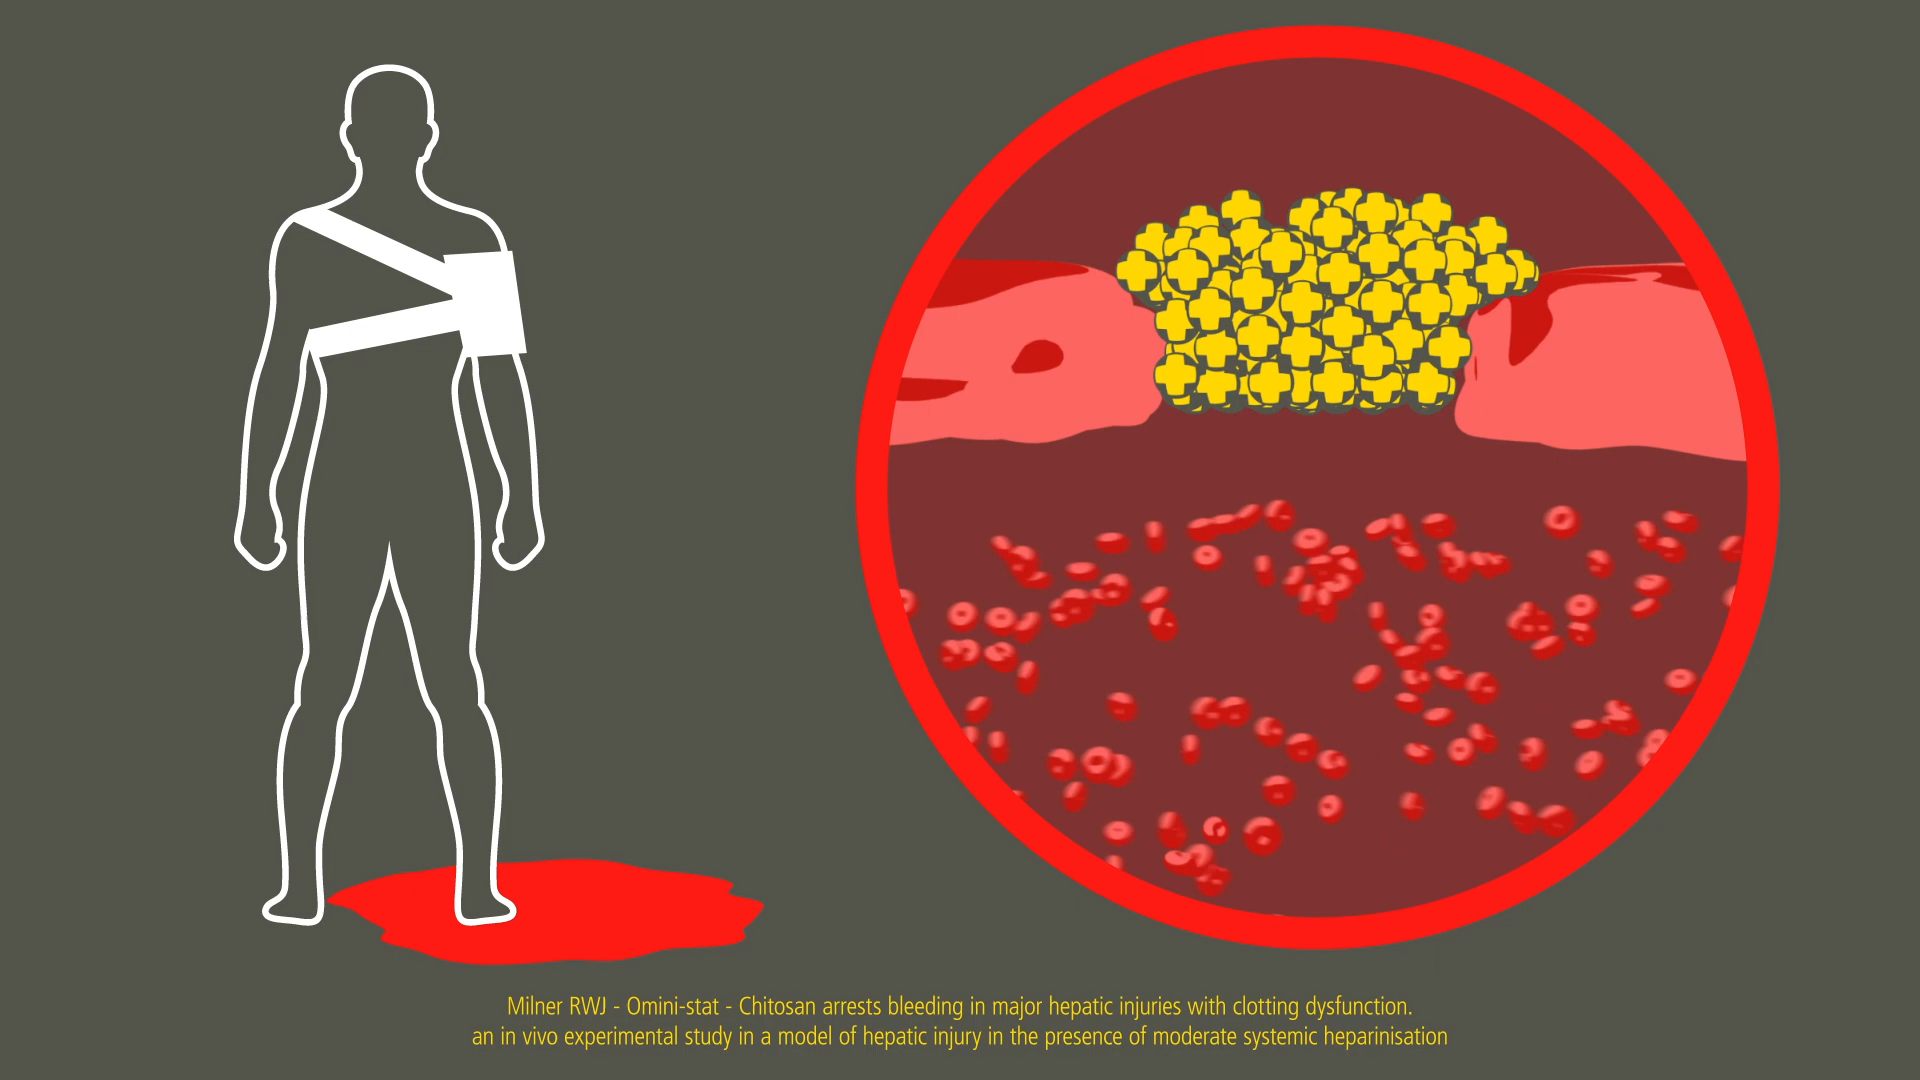 Milner RWJ - Omini-stat - Chitosan arrests bleeding in major hepatic injuries with clotting dysfunction.
an in vivo experimental study in a model of hepatic injury in the presence of moderate systemic heparinisation